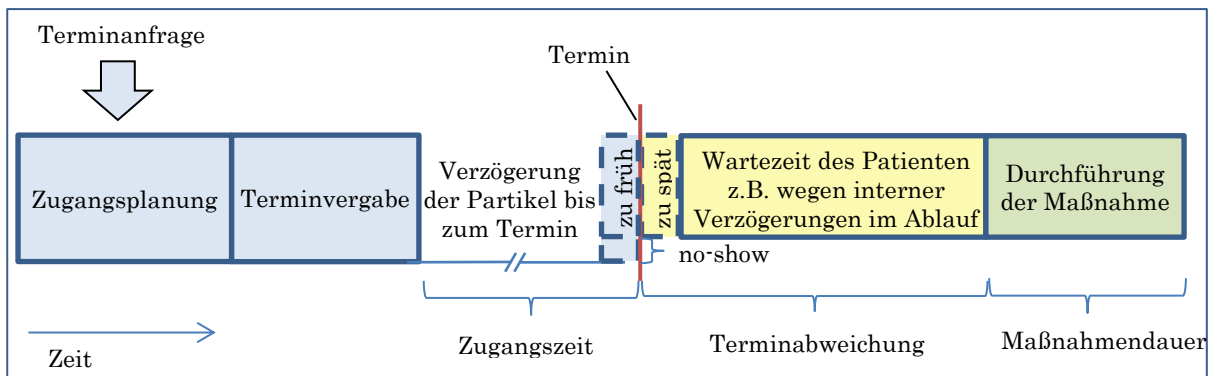 Terminanfrage
Termin
Zugangsplanung
Terminvergabe
Verzögerung
der Partikel bis
zum Termin
zu früh
zu spät
Wartezeit des Patienten
z.B. wegen interner
Verzögerungen im Ablauf
Durchführung
der Maßnahme
no-show
Zeit
Zugangszeit
Terminabweichung
Maßnahmendauer